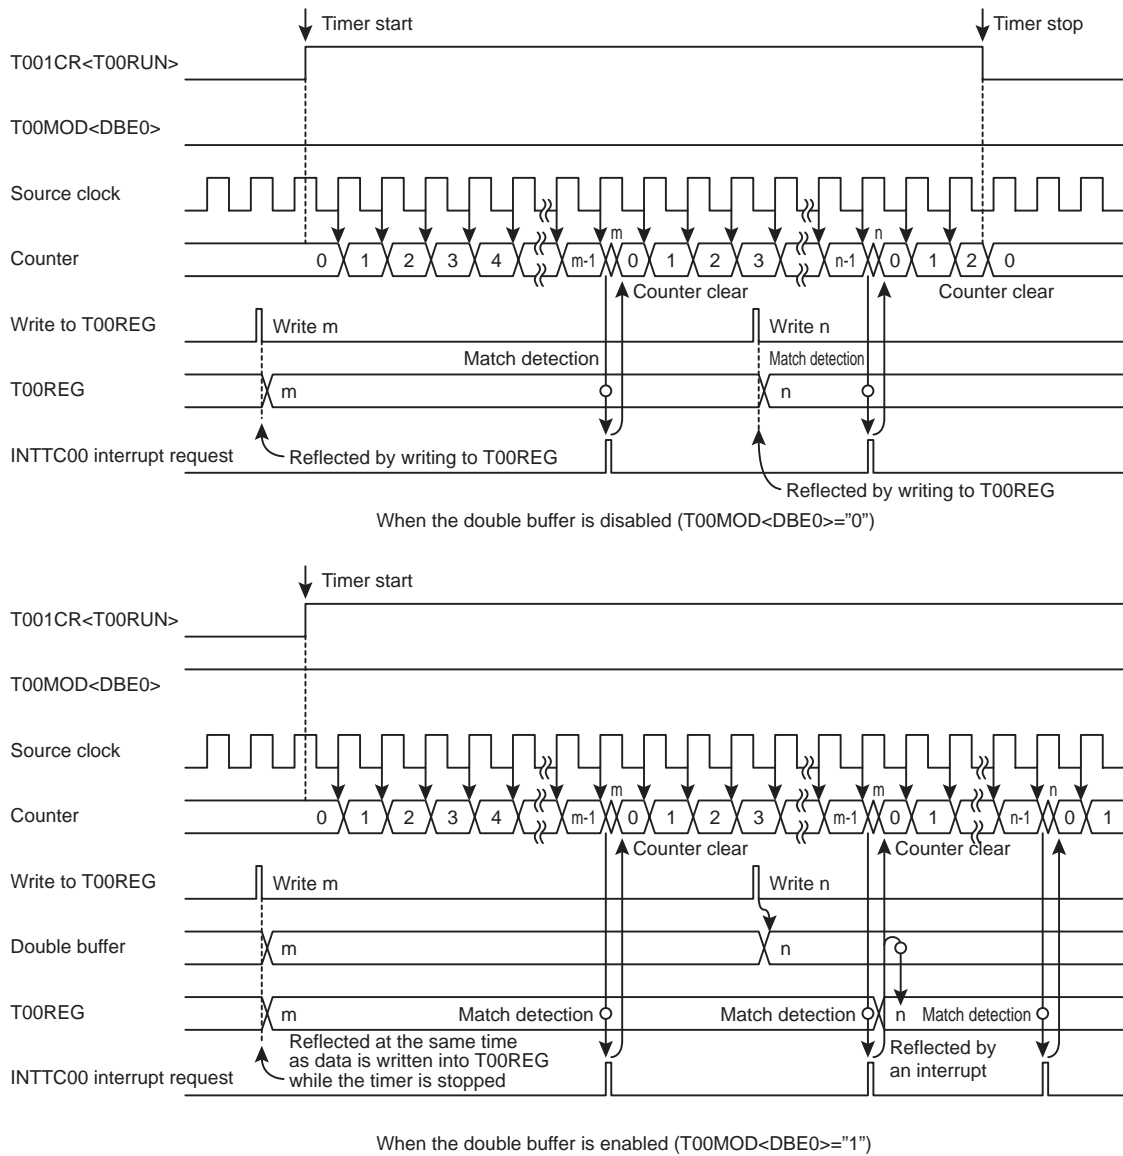 Timer start Timer stop
T001CR<T00RUN>
T00MOD<DBE0>
Source clock
m n
Counter 0 1 2 3 4 m-1 0 1 2 3 n-1 0 1 2 0
Counter clear Counter clear
Write to T00REG Write m Write n
Match detection Match detection
T00REG m n
INTTC00 interrupt request Reflected by writing to T00REG
Reflected by writing to T00REG
When the double buffer is disabled (T00MOD<DBE0>=”0”)
Timer start
T001CR<T00RUN>
T00MOD<DBE0>
Source clock
m m n
Counter 0 1 2 3 4 m-1 0 1 2 3 m-1 0 1 n-1 0 1
Counter clear Counter clear
Write to T00REG Write m Write n
Double buffer m n
T00REG m Match detection Match detection n Match detection
Reflected at the same time
as data is written into T00REG
while the timer is stopped
Reflected by
an interrupt
INTTC00 interrupt request
When the double buffer is enabled (T00MOD<DBE0>=”1”)